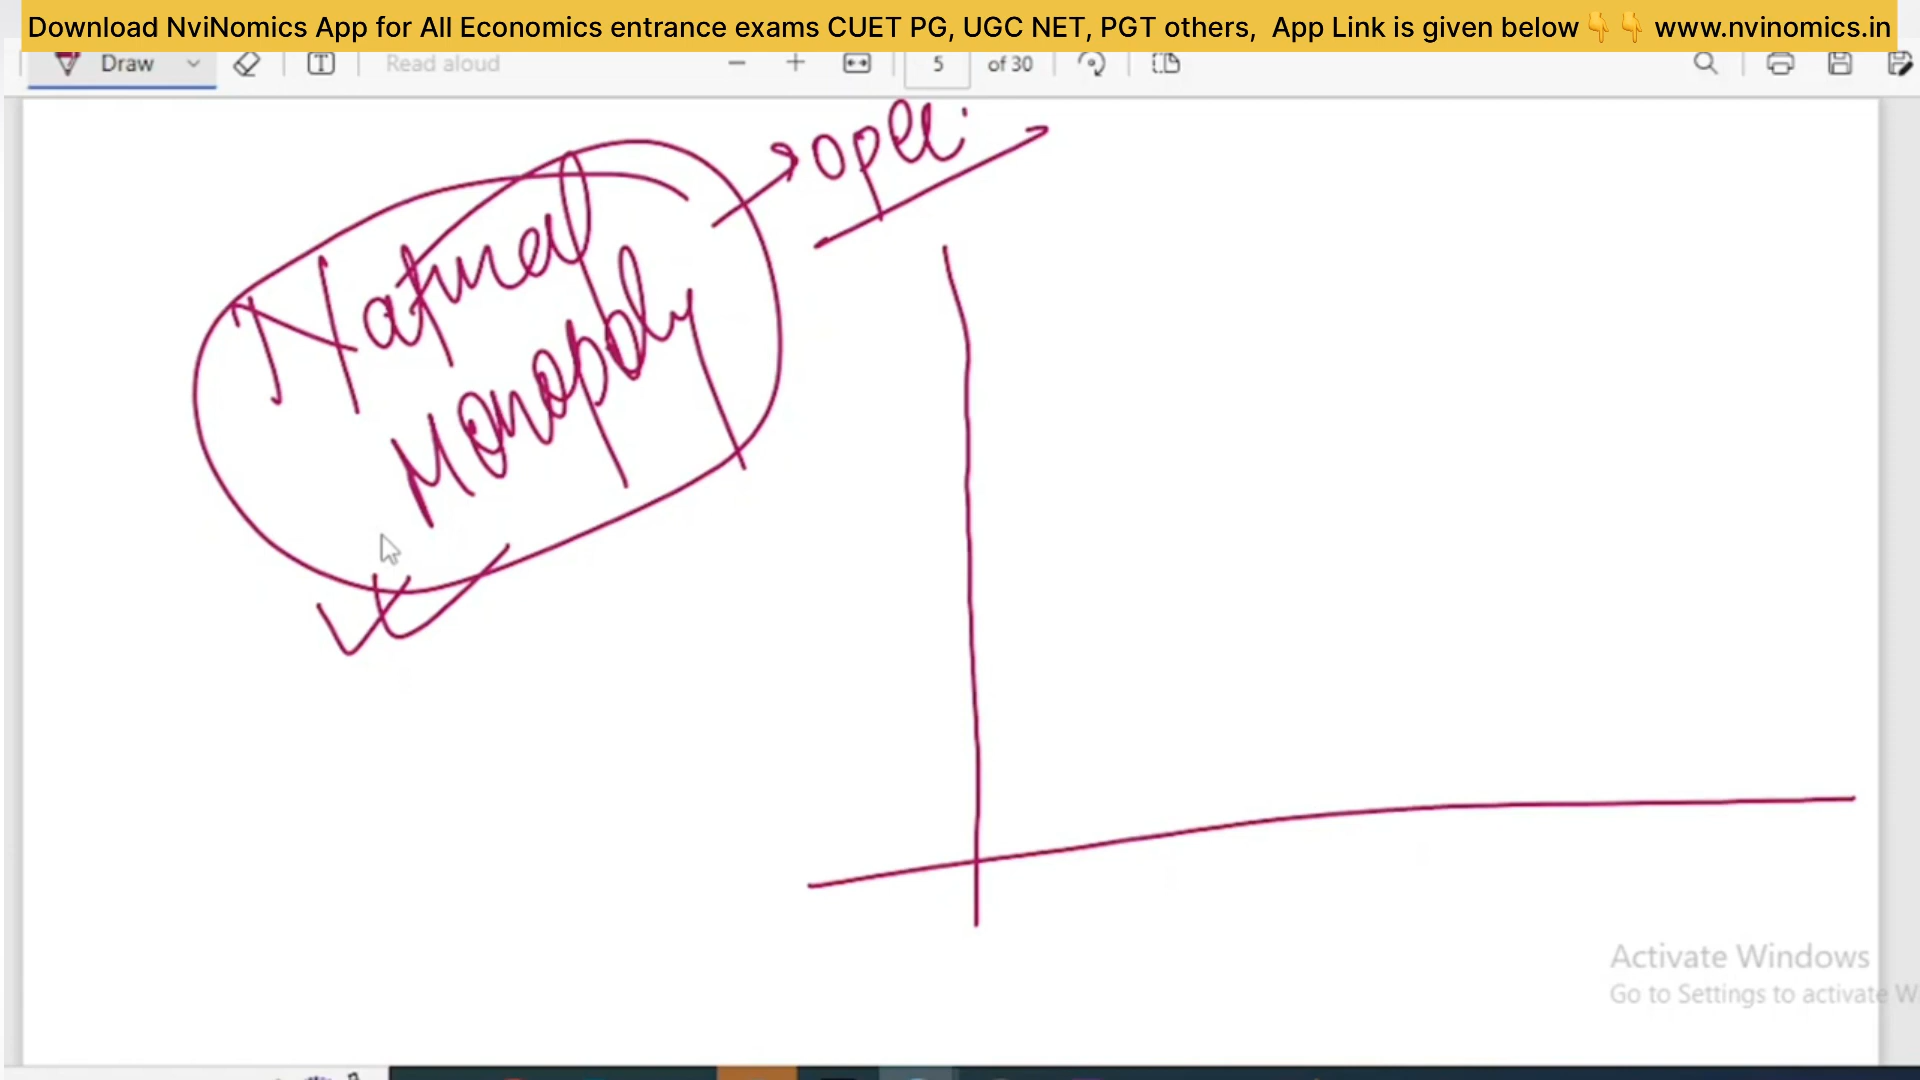 Download NviNomics App for All Economics entrance exams CUET PG, UGC NET, PGT others, App Link is given below👇👇 www.nvinomics.in
Draw
T
Read aloud
5 of 30
Natural
Monopoly
Activate Windows
Go to Settings to activate W